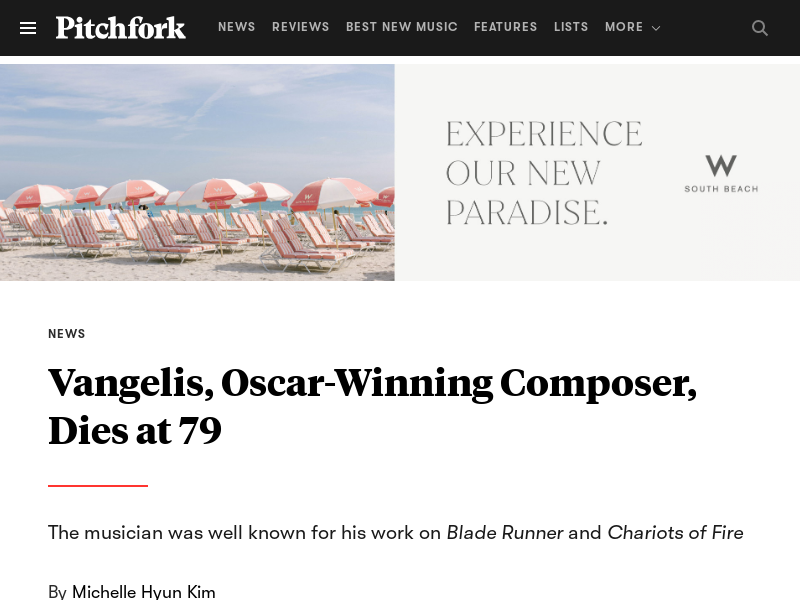 Pitchfork NEWS REVIEWS BEST NEW MUSIC FEATURES LISTS MORE
EXPERIENCE
OUR NEW
PARADISE.
W
SOUTH BEACH
NEWS
Vangelis, Oscar-Winning Composer,
Dies at 79
The musician was well known for his work on Blade Runner and Chariots of Fire
By Michelle Hyun Kim